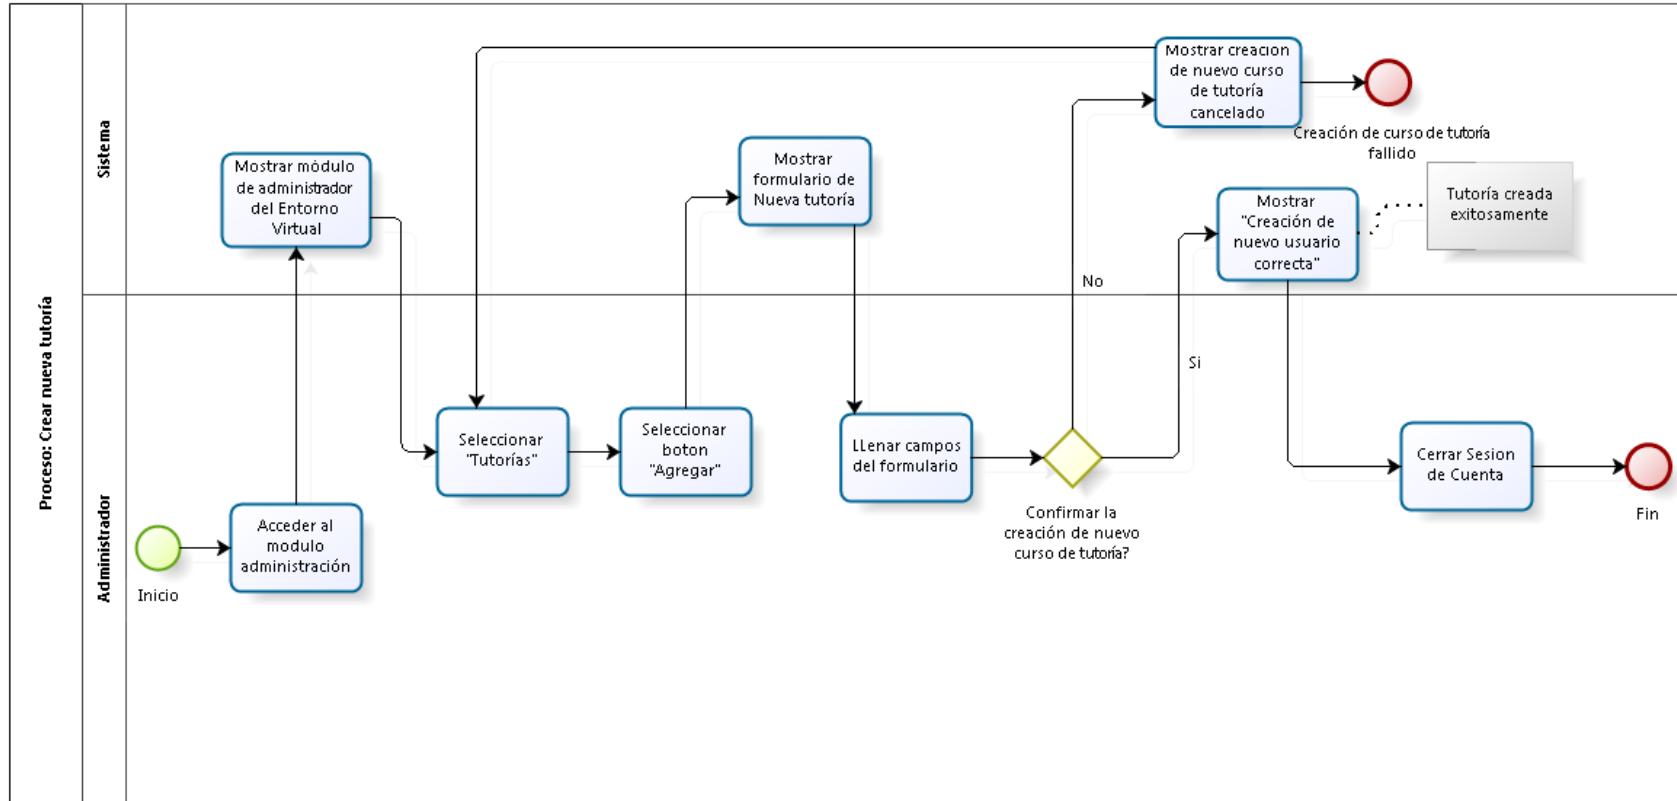 Proceso: Crear nueva tutoría
Sistema
Mostrar módulo
de administrador
del Entorno
Virtual
Mostrar
formulario de
Nueva tutoría
Mostrar creacion
de nuevo curso
de tutoría
cancelado
Creación de curso de tutoría
fallido
Mostrar
"Creación de
nuevo usuario
correcta"
Tutoría creada
exitosamente
No
Si
Administrador
Inicio
Acceder al
modulo
administración
Seleccionar
"Tutorías"
Seleccionar
boton
"Agregar"
LLenar campos
del formulario
Confirmar la
creación de nuevo
curso de tutoría?
Cerrar Sesion
de Cuenta
Fin